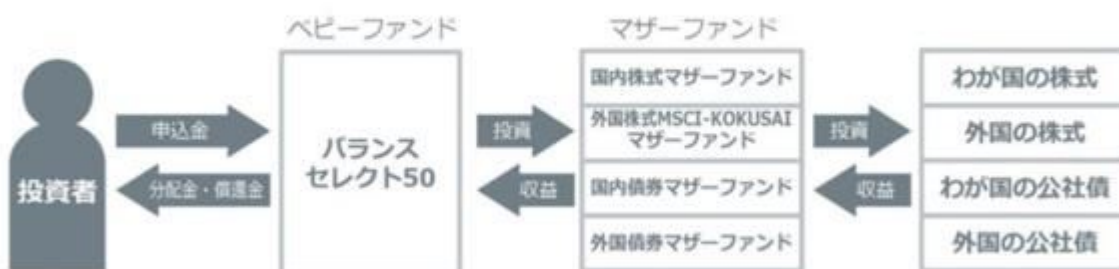 ベビーファンド
マザーファンド
投資者
申込金
分配金・償還金
バランス
セレクト50
投資
収益
国内株式マザーファンド
外国株式MSCI-KOKUSAI
マザーファンド
国内債券マザーファンド
外国債券マザーファンド
投資
収益
わが国の株式
外国の株式
わが国の公社債
外国の公社債